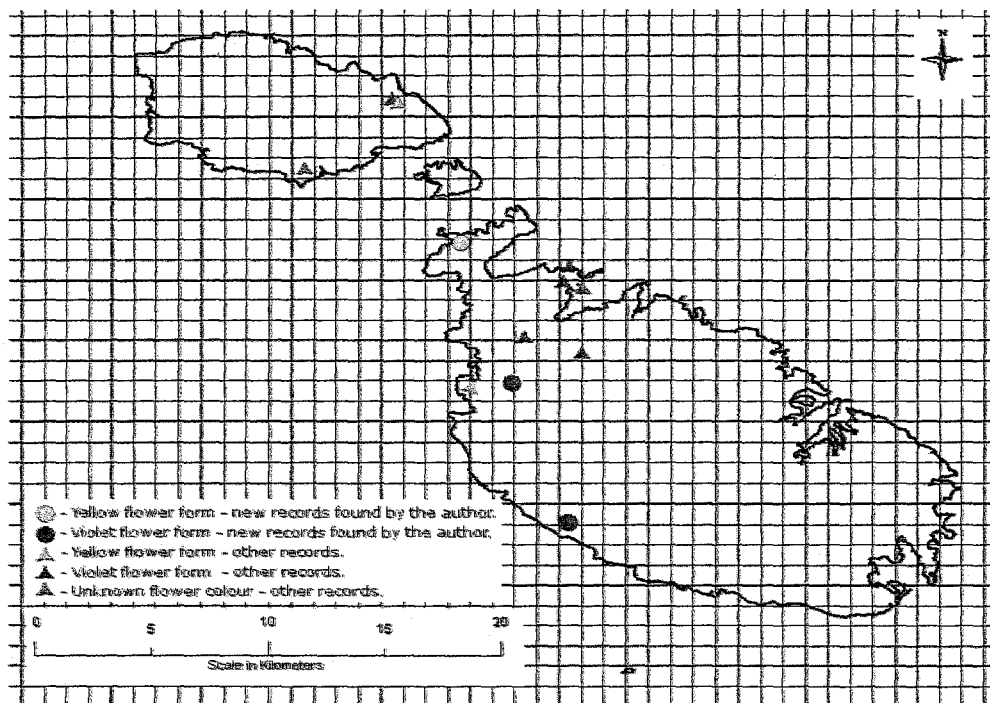 N
- Yellow flower form - new records found by the author.
- Violet flower form - new records found by the author.
- Yellow flower form - other records.
- Violet flower form - other records.
- Unknown flower colour - other records.
0 5 10 15 20
Scale in Kilometers